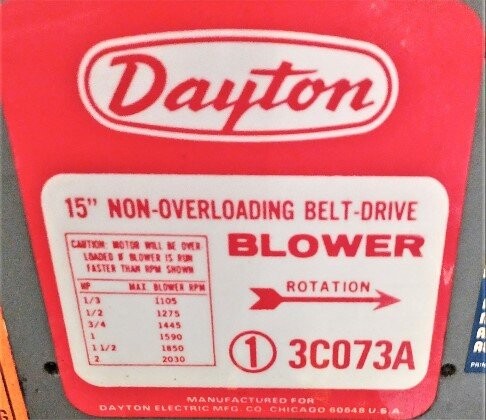 Dayton
15" NON-OVERLOADING BELT-DRIVE
BLOWER
CAUTION: MOTOR WILL BE OVER
LOADED IF BLOWER IS RUN
FASTER THAN RPM SHOWN
HP MAX BLOWER RPM
1/3 1105
1/2 1275
3/4 1445
1 1590
1 1/2 1850
2 2030
ROTATION
1 3C073A
MANUFACTURED FOR
DAYTON ELECTRIC MFG. CO. CHICAGO 60648 U.S.A.